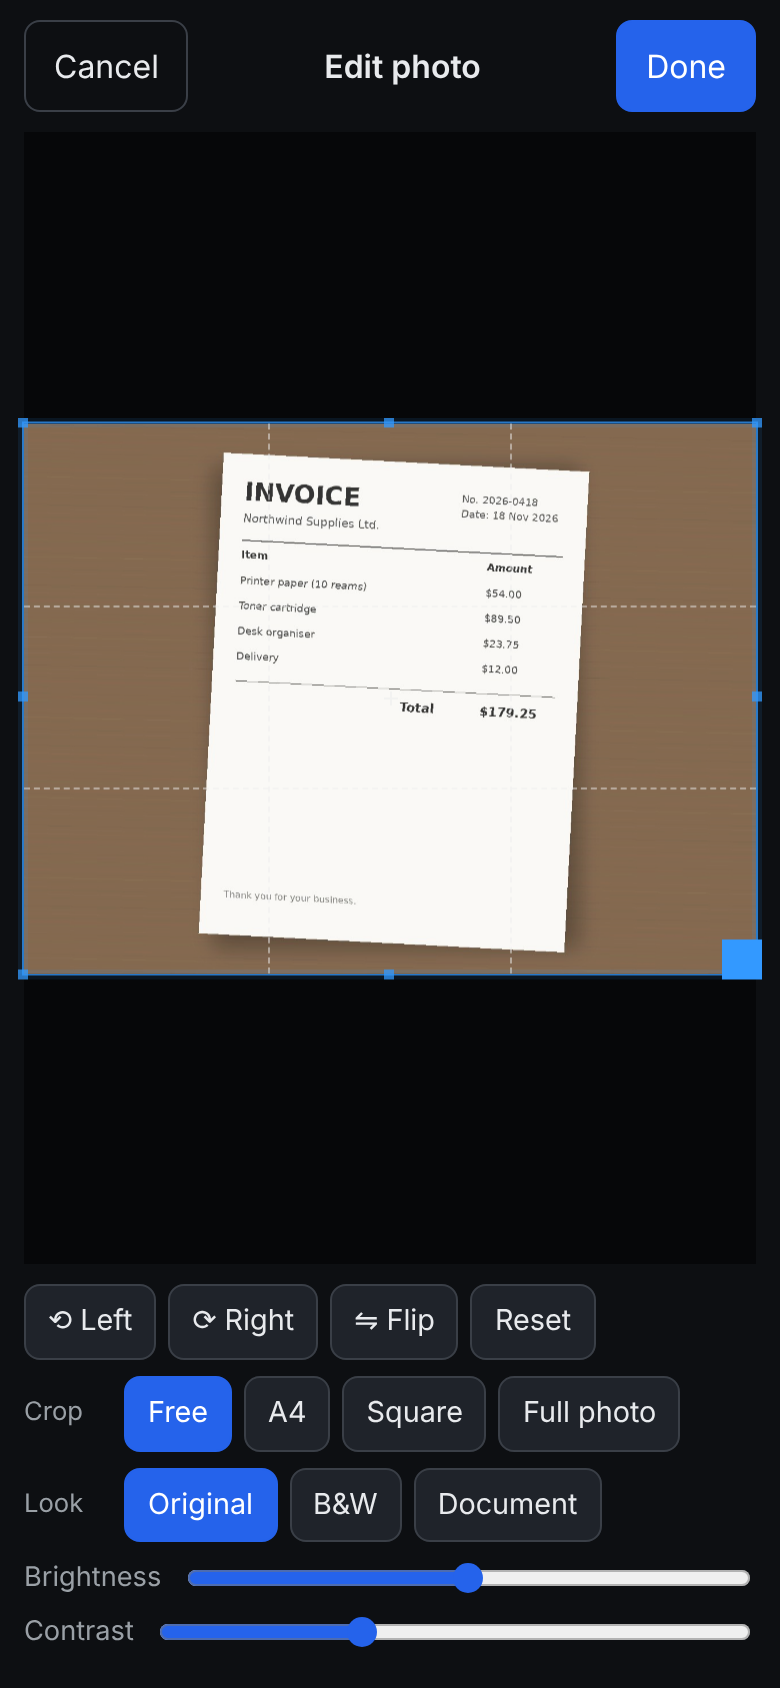 Cancel
Edit photo
Done
INVOICE
No. 2026-0418
Northwind Supplies Ltd.
Date: 18 Nov 2026
Item
Amount
Printer paper (10 reams)
$54.00
Toner cartridge
$89.50
Desk organiser
$23.75
Delivery
$12.00
Total
$179.25
Thank you for your business.
⟲ Left
⟳ Right
⇋ Flip
Reset
Crop
Free
A4
Square
Full photo
Look
Original
B&W
Document
Brightness
Contrast